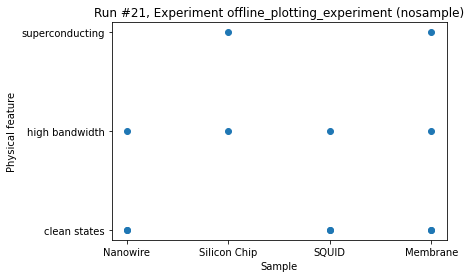 Run #21, Experiment offline_plotting_experiment (nosample)
superconducting
high bandwidth
clean states
Physical feature
Nanowire Silicon Chip SQUID Membrane
Sample